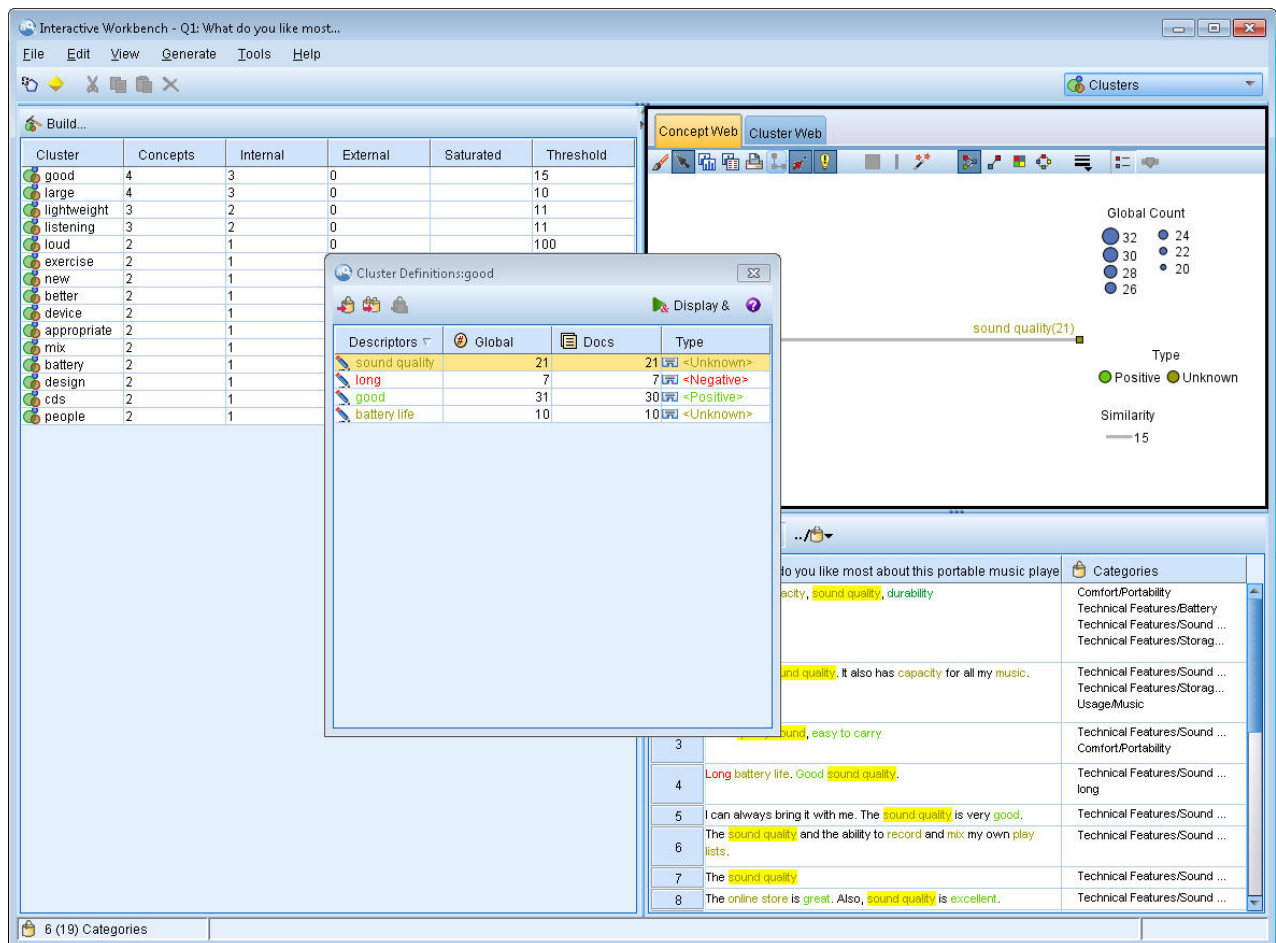 Interactive Workbench - Q1: What do you like most...
File Edit View Generate Tools Help
Clusters
Build...
Cluster Concepts Internal External Saturated Threshold
good 4 3 0 15
large 4 3 0 10
lightweight 3 2 0 11
listening 3 2 0 11
loud 2 1 0 100
exercise 2 1
new 2 1
better 2 1
device 2 1
appropriate 2 1
mix 2 1
battery 2 1
design 2 1
cds 2 1
people 2 1
Cluster Definitions:good
Display &
Descriptors Global Docs Type
sound quality 21 21 <Unknown>
long 7 7 <Negative>
good 31 30 <Positive>
battery life 10 10 <Unknown>
Concept Web Cluster Web
Global Count
32 24
30 22
28 20
26
sound quality(21)
Type
Positive Unknown
Similarity
15
../
do you like most about this portable music playe Categories
acity, sound quality, durability
Comfort/Portability
Technical Features/Battery
Technical Features/Sound ...
Technical Features/Storag...
und quality. It also has capacity for all my music.
Technical Features/Sound ...
Technical Features/Storag...
Usage/Music
3 sound, easy to carry
Technical Features/Sound ...
Comfort/Portability
4 Long battery life. Good sound quality.
Technical Features/Sound ...
long
5 I can always bring it with me. The sound quality is very good. Technical Features/Sound ...
6 The sound quality and the ability to record and mix my own play
lists.
Technical Features/Sound ...
7 The sound quality Technical Features/Sound ...
8 The online store is great. Also, sound quality is excellent. Technical Features/Sound ...
6 (19) Categories